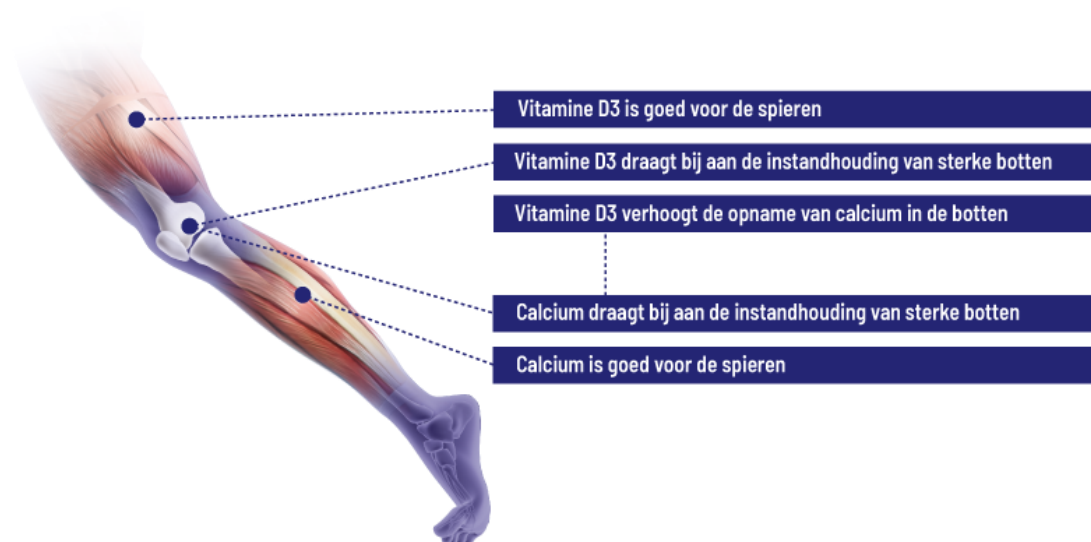 Vitamine D3 is goed voor de spieren
Vitamine D3 draagt bij aan de instandhouding van sterke botten
Vitamine D3 verhoogt de opname van calcium in de botten
Calcium draagt bij aan de instandhouding van sterke botten
Calcium is goed voor de spieren